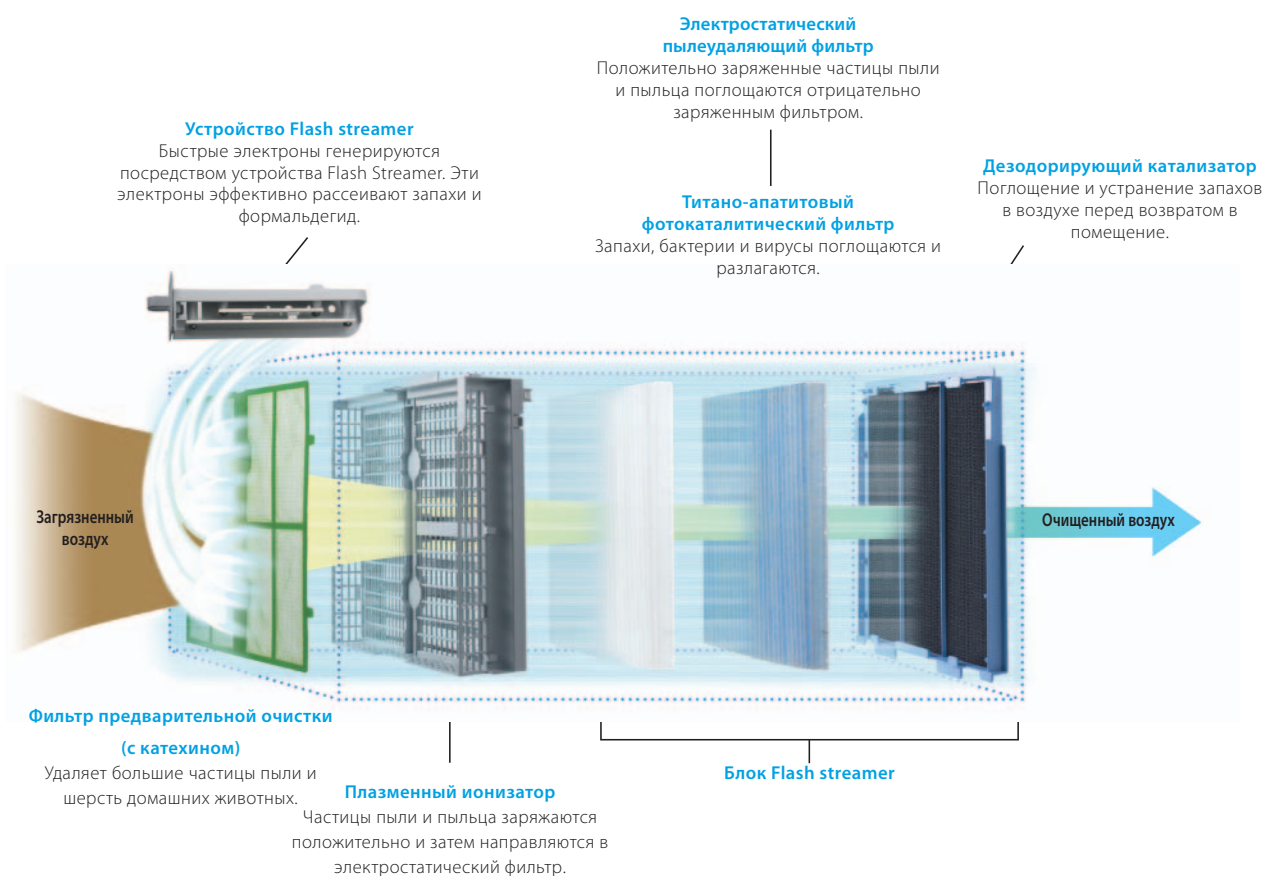 Электростатический
пылеудаляющий фильтр
Положительно заряженные частицы пыли
и пыльца поглощаются отрицательно
заряженным фильтром.
Устройство Flash streamer
Быстрые электроны генерируются
посредством устройства Flash Streamer. Эти
электроны эффективно рассеивают запахи и
формальдегид.
Титано-апатитовый
фотокаталитический фильтр
Запахи, бактерии и вирусы поглощаются и
разлагаются.
Дезодорирующий катализатор
Поглощение и устранение запахов
в воздухе перед возвратом в
помещение.
Загрязненный
воздух
Очищенный воздух
Фильтр предварительной очистки
(с катехином)
Удаляет большие частицы пыли и
шерсть домашних животных.
Плазменный ионизатор
Частицы пыли и пыльца заряжаются
положительно и затем направляются в
электростатический фильтр.
Блок Flash streamer